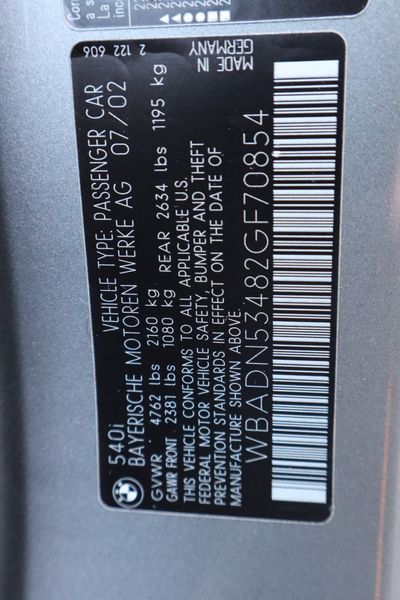 540i VEHICLE TYPE: PASSENGER CAR 2 122 606
BAYERISCHE MOTOREN WERKE AG 07/02
GVWR 4762 lbs 2160 kg
GAWR FRONT 2381 lbs 1080 kg REAR 2634 lbs 1195 kg
THIS VEHICLE CONFORMS TO ALL APPLICABLE U.S.
FEDERAL MOTOR VEHICLE SAFETY, BUMPER AND THEFT
STANDARDS IN EFFECT ON THE DATE OF
MANUFACTURE SHOWN ABOVE.
MADE IN
GERMANY
WBADN53482GF70854
BMW